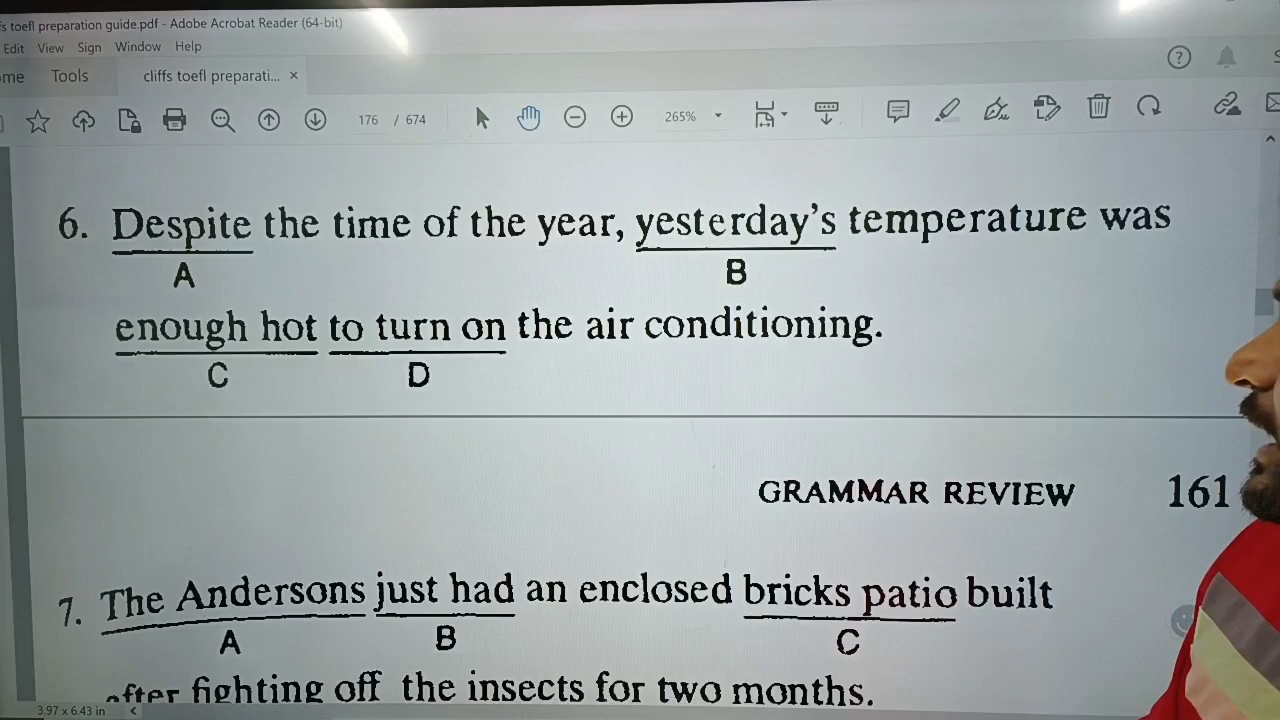 s toefl preparation guide.pdf - Adobe Acrobat Reader (64-bit)
Edit View Sign Window Help
me Tools cliffs toefl preparati... ×
176 / 674 265%
6. Despite the time of the year, yesterday's temperature was
A B
enough hot to turn on the air conditioning.
C D
GRAMMAR REVIEW 161
7. The Andersons just had an enclosed bricks patio built
A B C
after fighting off the insects for two months.
3.97 x 6.43 in